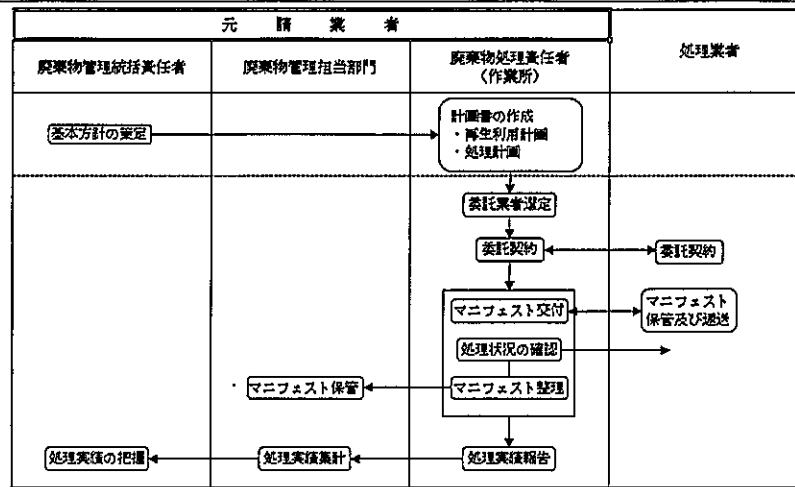 元請業者
処理業者
廃棄物管理統括責任者
廃棄物管理担当部門
廃棄物処理責任者
（作業所）
基本方針の策定
計画書の作成
・再生利用計画
・処理計画
委託業者選定
委託契約
委託契約
マニフェスト交付
マニフェスト
保管及び返送
処理状況の確認
マニフェスト保管
マニフェスト整理
処理実績の把握
処理実績集計
処理実績報告